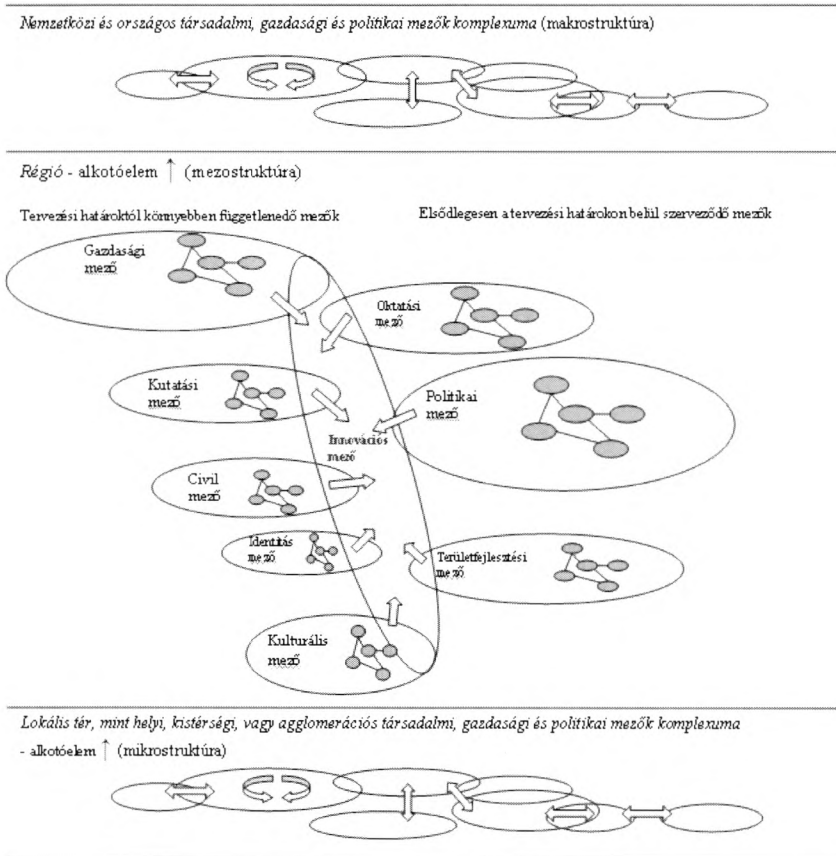 Nemzetközi és országos társadalmi, gazdasági és politikai mezők komplexuma (makrostruktúra)
Régió - alkotóelem ↑ (mezostruktúra)
Tervezési határoktól könnyebben függetlenedő mezők
Elsődlegesen a tervezési határokon belül szerveződő mezők
Gazdasági
mező
Oktatási
mező
Kutatási
mező
Politikai
mező
Innovációs
mező
Civil
mező
Identitás
mező
Területfejlesztési
mező
Kulturális
mező
Lokális tér, mint helyi, kistérségi, vagy agglomerációs társadalmi, gazdasági és politikai mezők komplexuma
- alkotóelem ↑ (mikrostruktúra)